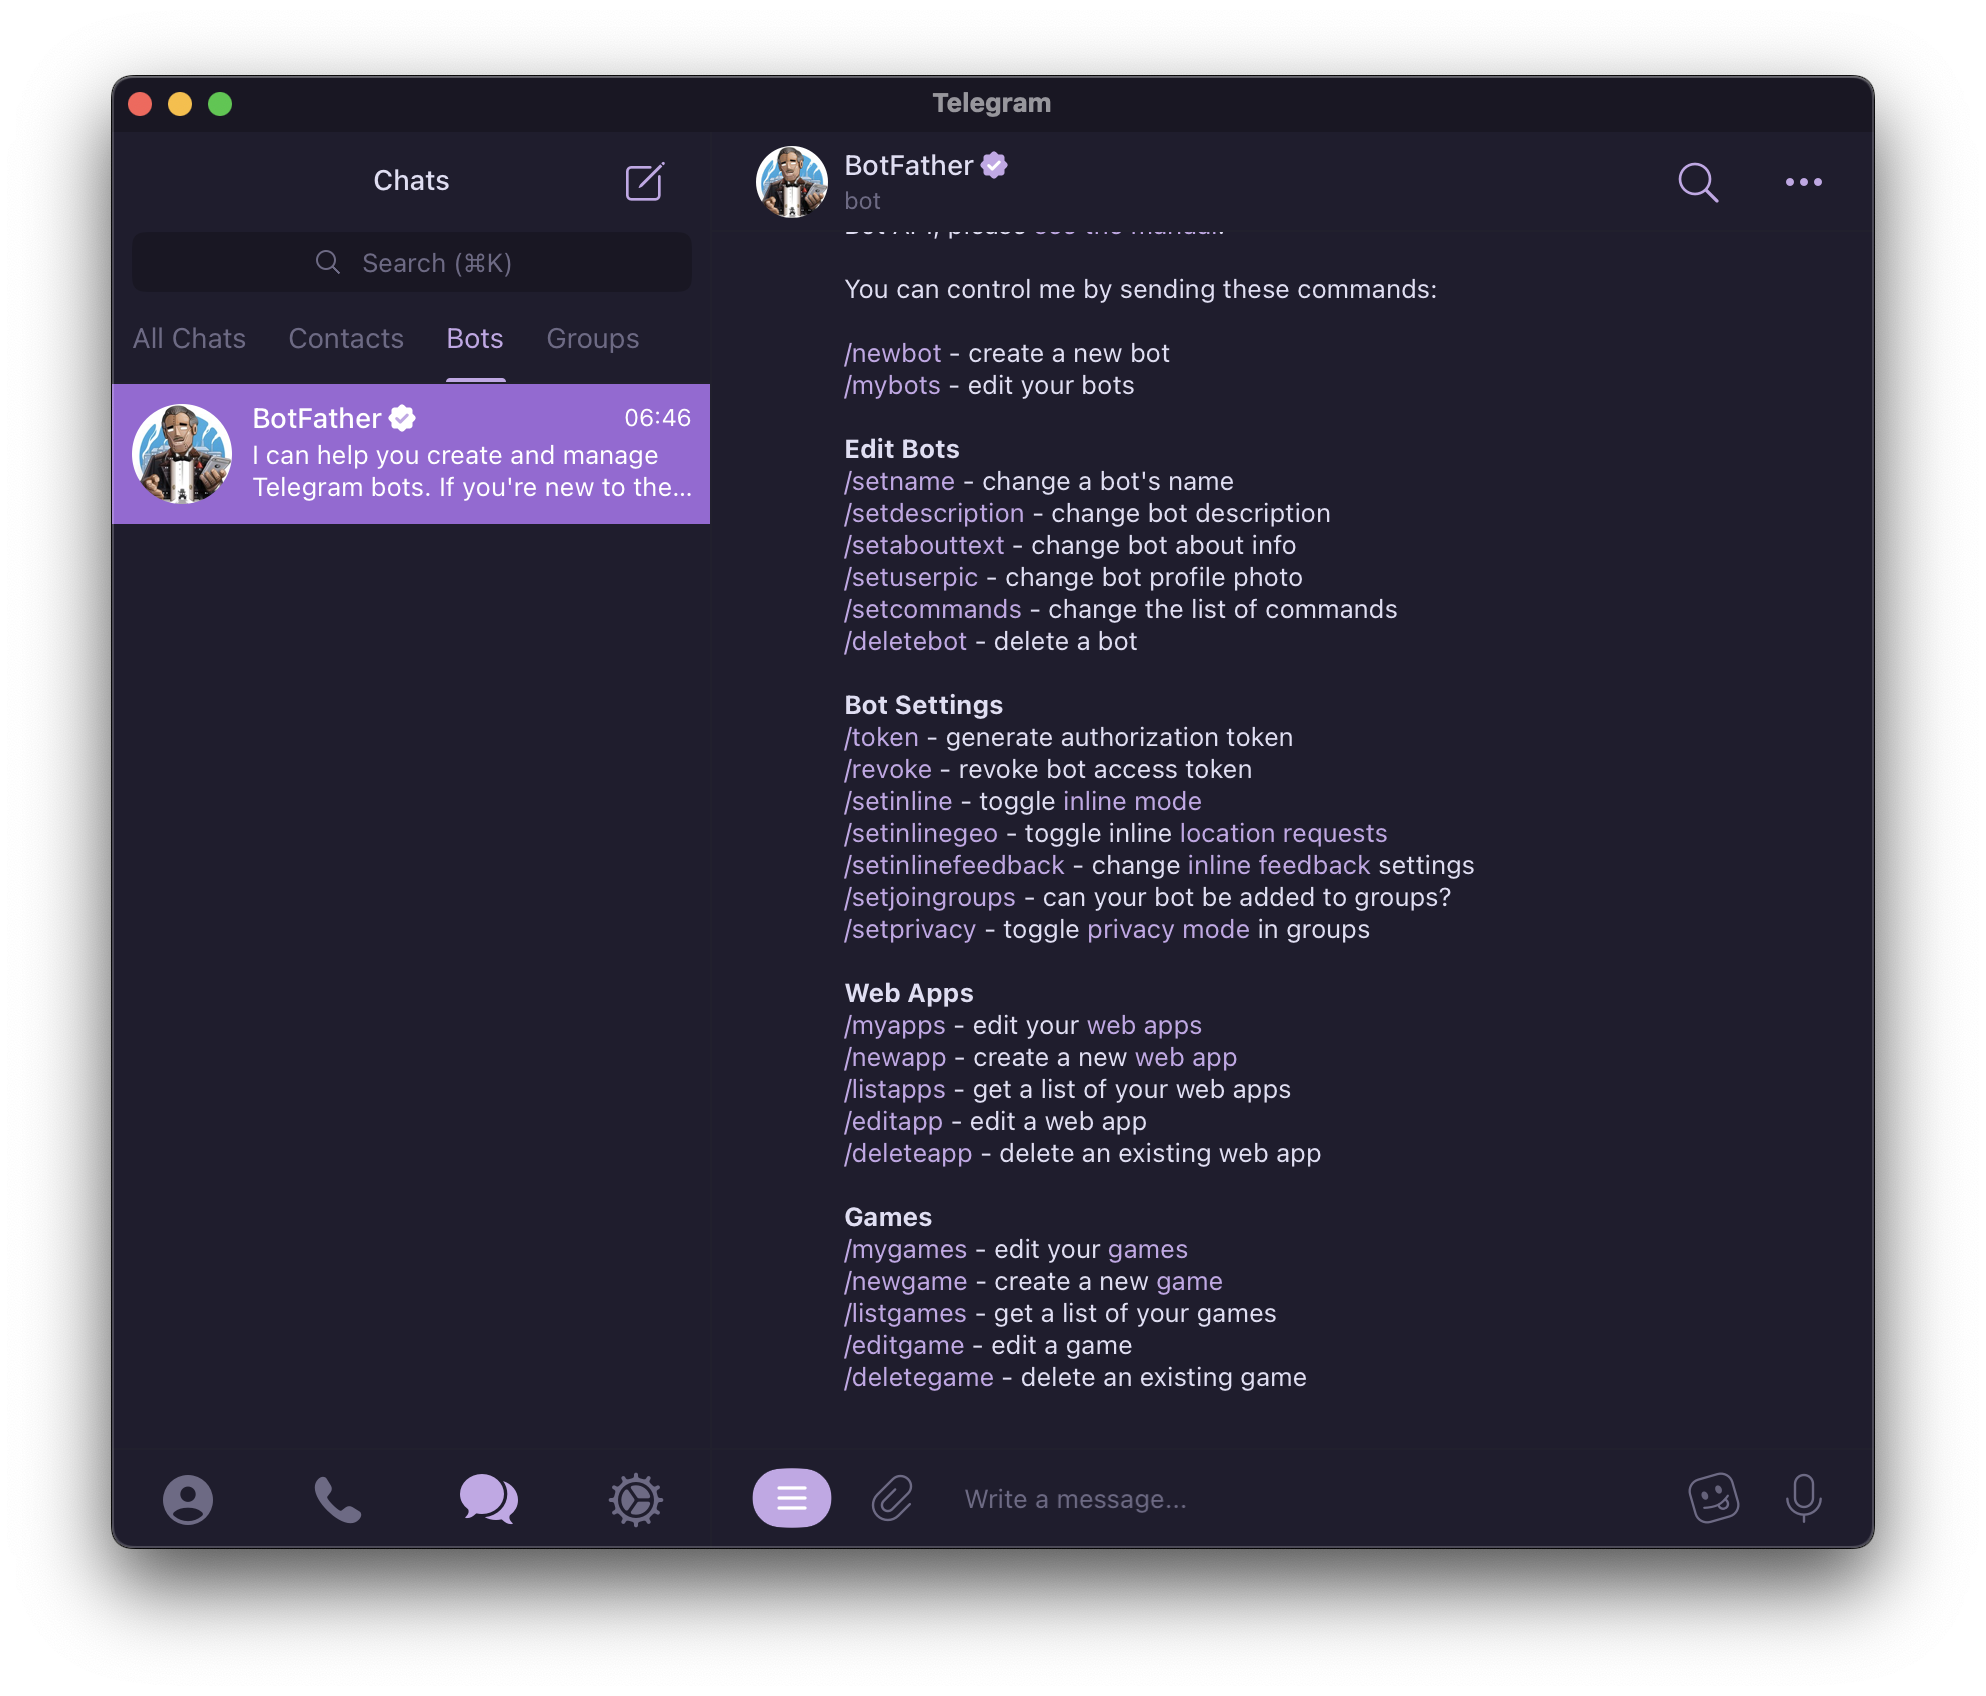 Telegram
Chats
Search (⌘K)
All Chats Contacts Bots Groups
BotFather 06:46
I can help you create and manage
Telegram bots. If you're new to the...
BotFather
bot
Bot API, please see the manual.
You can control me by sending these commands:
/newbot - create a new bot
/mybots - edit your bots
Edit Bots
/setname - change a bot's name
/setdescription - change bot description
/setabouttext - change bot about info
/setuserpic - change bot profile photo
/setcommands - change the list of commands
/deletebot - delete a bot
Bot Settings
/token - generate authorization token
/revoke - revoke bot access token
/setinline - toggle inline mode
/setinlinegeo - toggle inline location requests
/setinlinefeedback - change inline feedback settings
/setjoingroups - can your bot be added to groups?
/setprivacy - toggle privacy mode in groups
Web Apps
/myapps - edit your web apps
/newapp - create a new web app
/listapps - get a list of your web apps
/editapp - edit a web app
/deleteapp - delete an existing web app
Games
/mygames - edit your games
/newgame - create a new game
/listgames - get a list of your games
/editgame - edit a game
/deletegame - delete an existing game
Write a message...